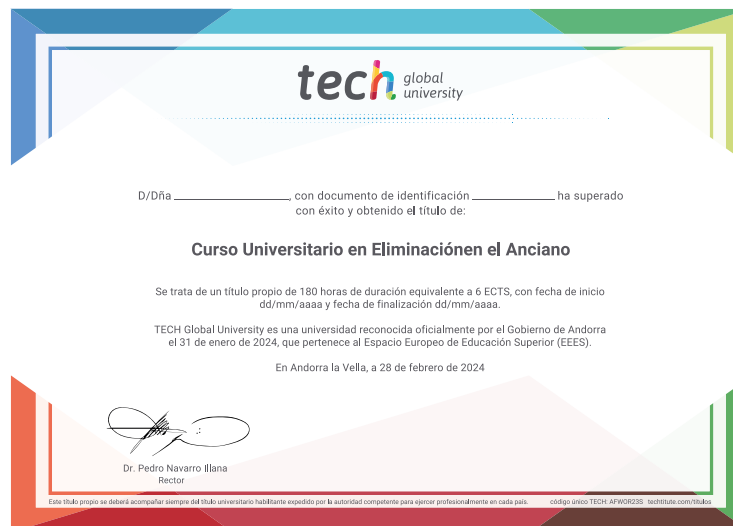 tech global
university
D/Dña ____________, con documento de identificación ____________ ha superado
con éxito y obtenido el título de:
Curso Universitario en Eliminaciónen el Anciano
Se trata de un título propio de 180 horas de duración equivalente a 6 ECTS, con fecha de inicio
dd/mm/aaaa y fecha de finalización dd/mm/aaaa.
TECH Global University es una universidad reconocida oficialmente por el Gobierno de Andorra
el 31 de enero de 2024, que pertenece al Espacio Europeo de Educación Superior (EEES).
En Andorra la Vella, a 28 de febrero de 2024
Dr. Pedro Navarro Illana
Rector
Este título propio se deberá acompañar siempre del título universitario habilitante expedido por la autoridad competente para ejercer profesionalmente en cada país. código único TECH: AFWOR23S techtitute.com/titulos